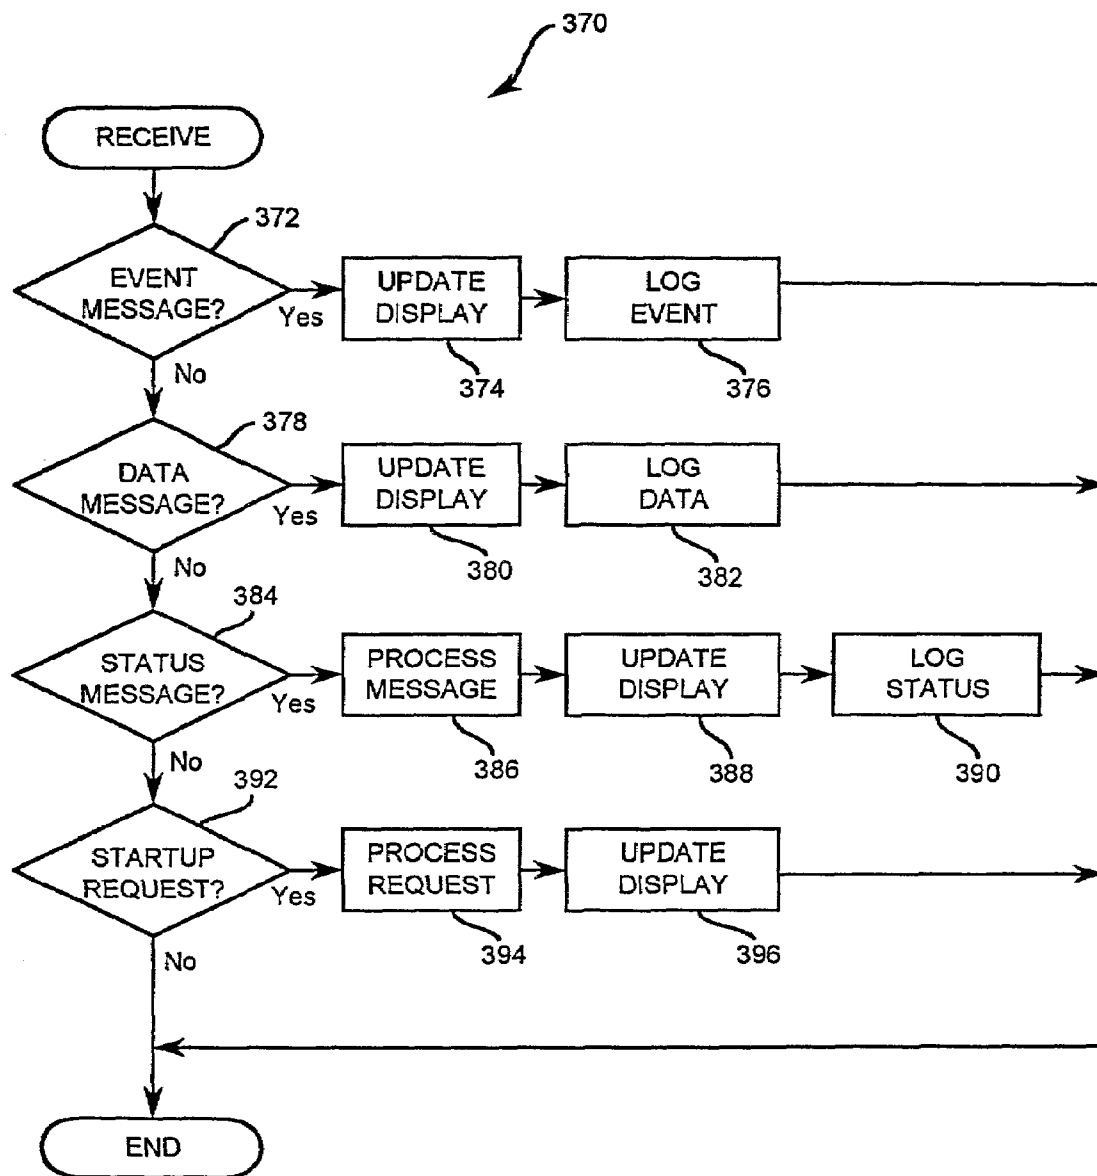 370
RECEIVE
372
EVENT
MESSAGE?
Yes
No
UPDATE
DISPLAY
374
LOG
EVENT
376
378
DATA
MESSAGE?
Yes
No
UPDATE
DISPLAY
380
LOG
DATA
382
384
STATUS
MESSAGE?
Yes
No
PROCESS
MESSAGE
386
UPDATE
DISPLAY
388
LOG
STATUS
390
392
STARTUP
REQUEST?
Yes
No
PROCESS
REQUEST
394
UPDATE
DISPLAY
396
END